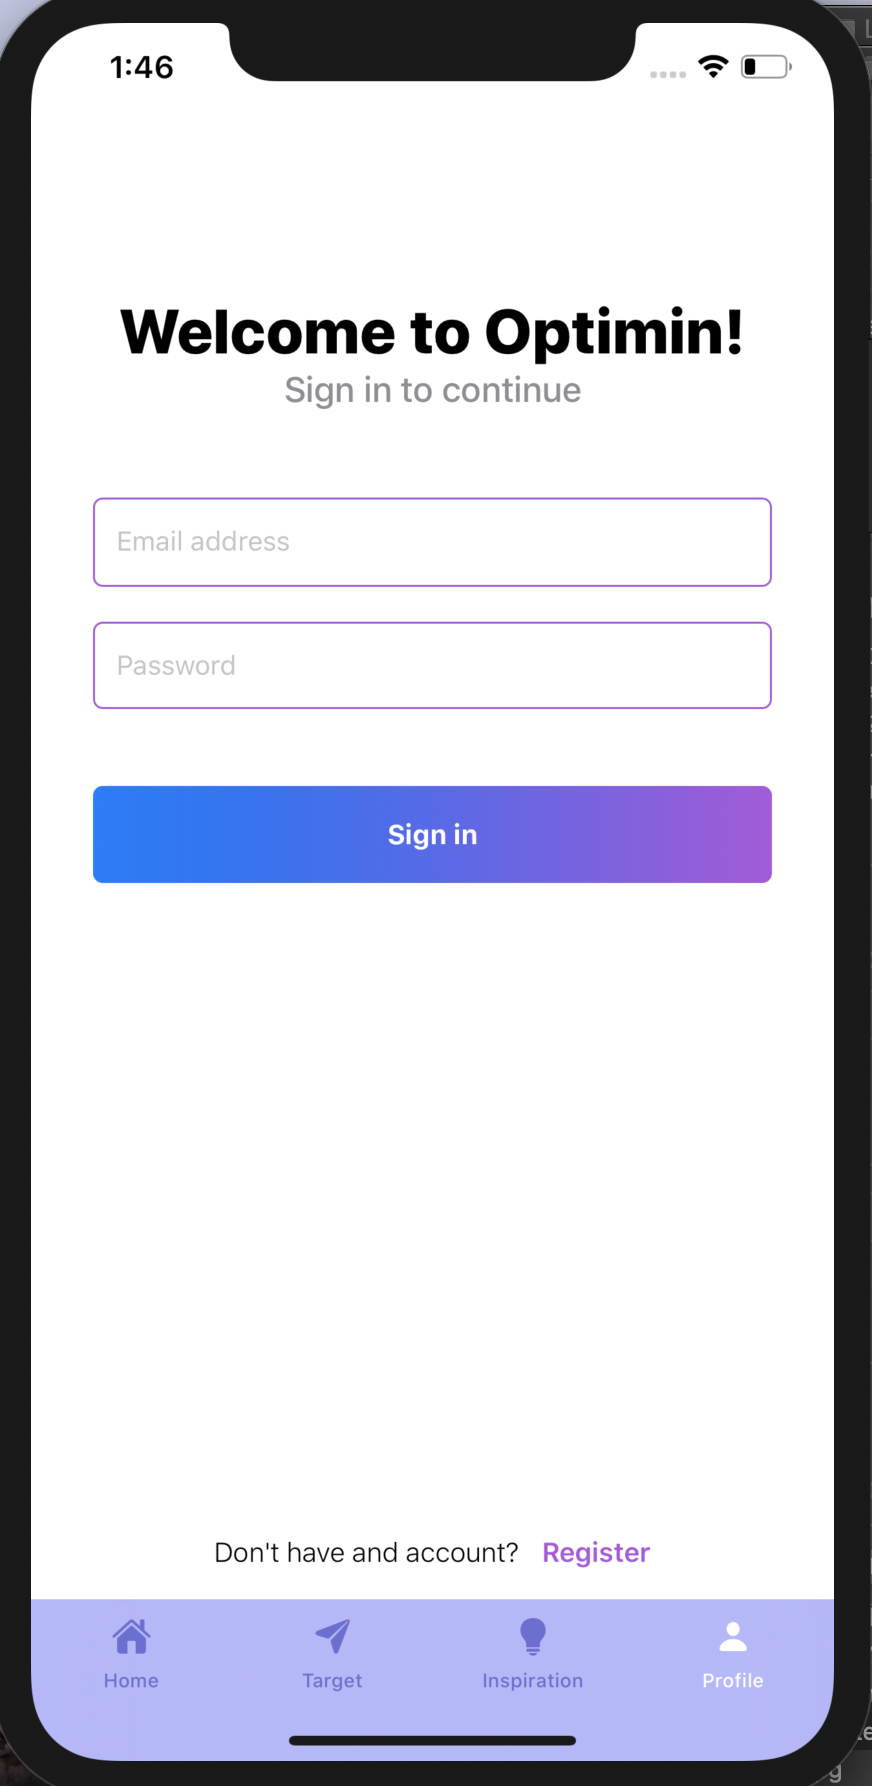 1:46
Welcome to Optimin!
Sign in to continue
Email address
Password
Sign in
Don't have and account? Register
Home Target Inspiration Profile